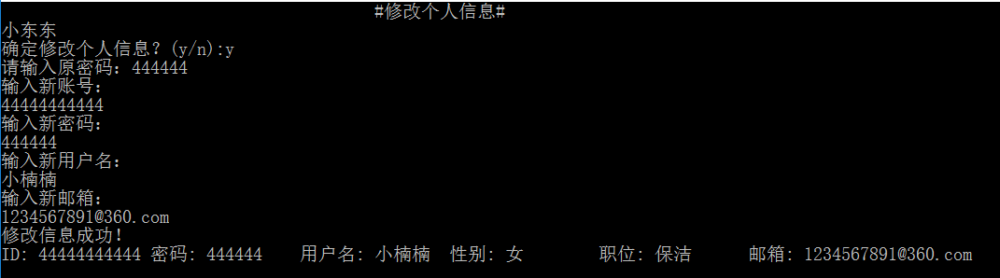 #修改个人信息#
小东东
确定修改个人信息？(y/n):y
请输入原密码：444444
输入新账号：
44444444444
输入新密码：
444444
输入新用户名：
小楠楠
输入新邮箱：
1234567891@360.com
修改信息成功！
ID: 44444444444 密码: 444444    用户名: 小楠楠  性别: 女        职位: 保洁      邮箱: 1234567891@360.com